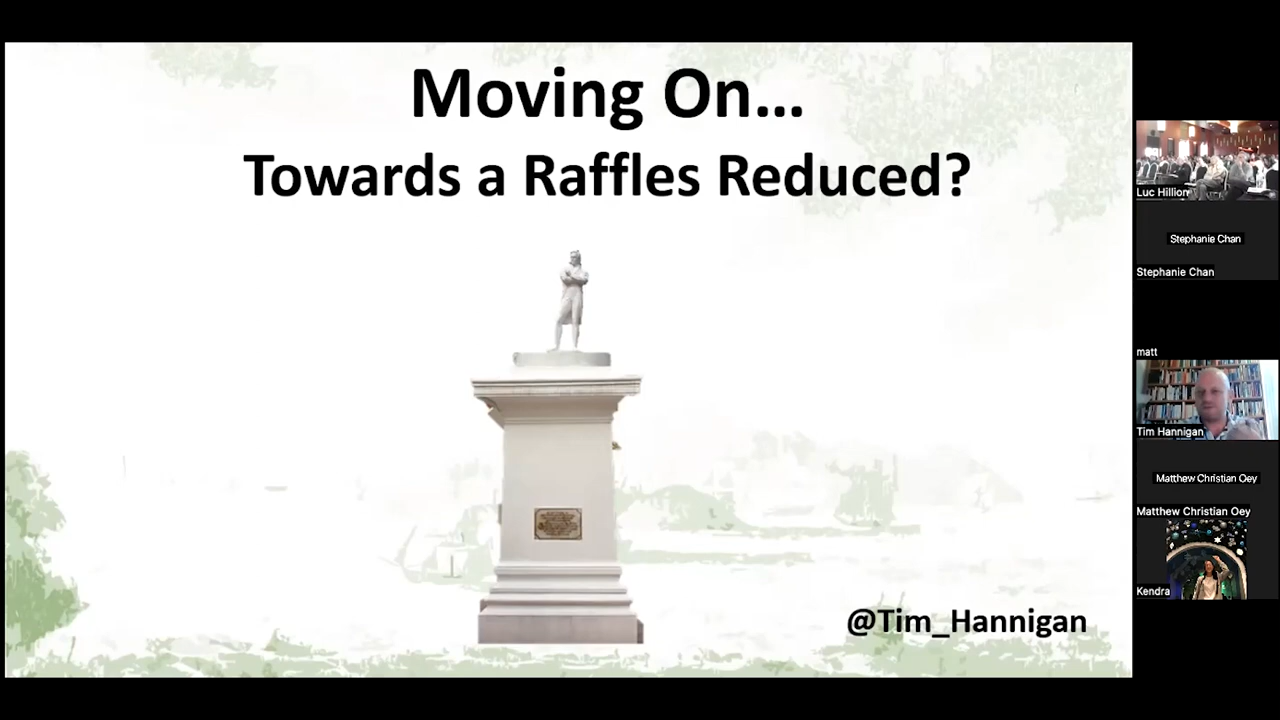 Moving On...
Towards a Raffles Reduced?
@Tim_Hannigan
Luc Hillion
Stephanie Chan
Stephanie Chan
matt
Tim Hannigan
Matthew Christian Oey
Matthew Christian Oey
Kendra